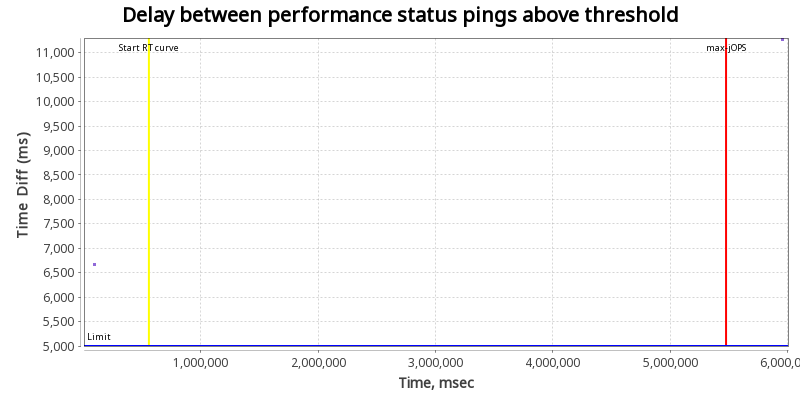 Delay between performance status pings above threshold
Time Diff (ms)
11,000
10,500
10,000
9,500
9,000
8,500
8,000
7,500
7,000
6,500
6,000
5,500
5,000
Start RT curve
max-jOPS
Limit
1,000,000 2,000,000 3,000,000 4,000,000 5,000,000 6,000,0
Time, msec